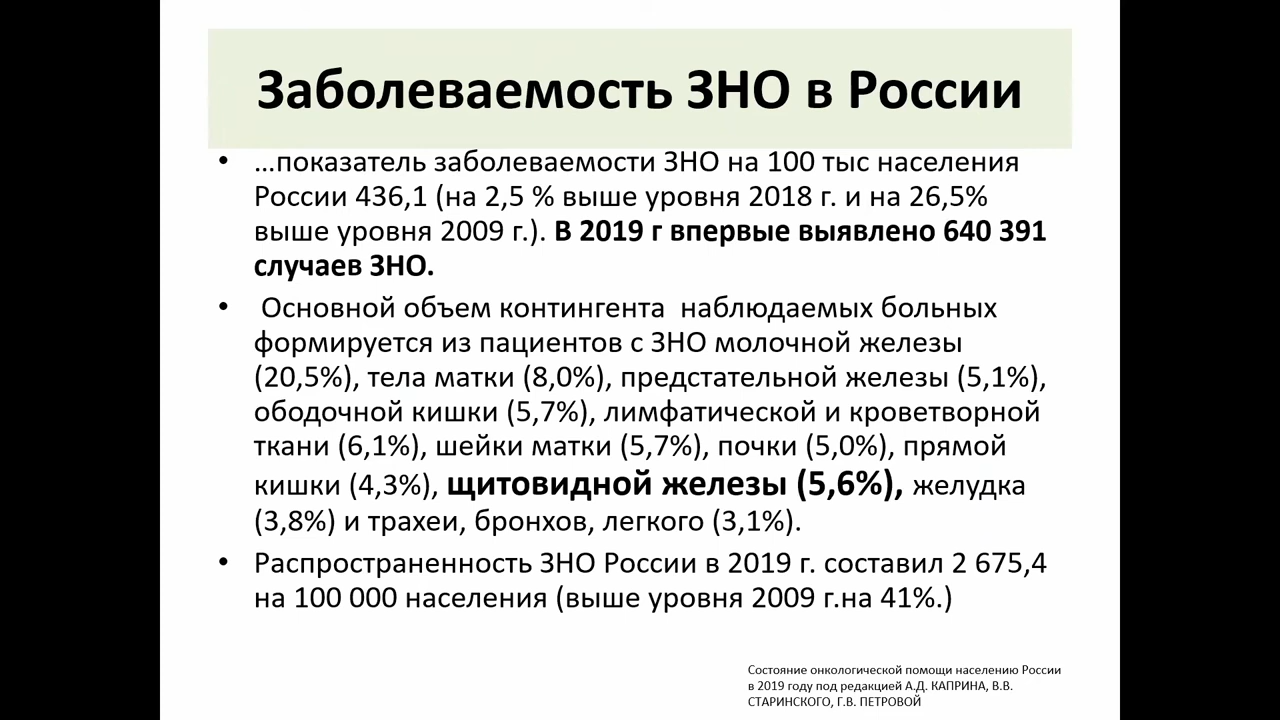 Заболеваемость ЗНО в России
• ...показатель заболеваемости ЗНО на 100 тыс населения
России 436,1 (на 2,5 % выше уровня 2018 г. и на 26,5%
выше уровня 2009 г.). В 2019 г впервые выявлено 640 391
случаев ЗНО.
• Основной объем контингента наблюдаемых больных
формируется из пациентов с ЗНО молочной железы
(20,5%), тела матки (8,0%), предстательной железы (5,1%),
ободочной кишки (5,7%), лимфатической и кроветворной
ткани (6,1%), шейки матки (5,7%), почки (5,0%), прямой
кишки (4,3%), щитовидной железы (5,6%), желудка
(3,8%) и трахеи, бронхов, легкого (3,1%).
• Распространенность ЗНО России в 2019 г. составил 2 675,4
на 100 000 населения (выше уровня 2009 г.на 41%.)
Состояние онкологической помощи населению России
в 2019 году под редакцией А.Д. КАПРИНА, В.В.
СТАРИНСКОГО, Г.В. ПЕТРОВОЙ